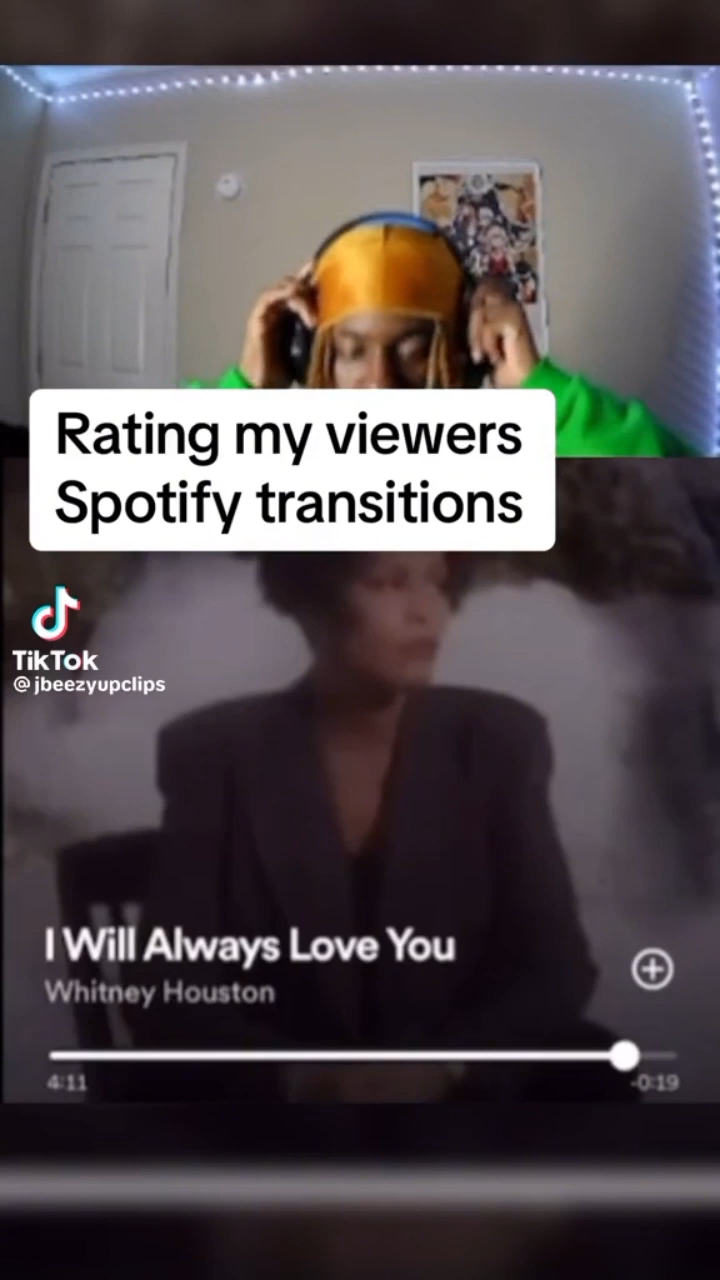 Rating my viewers
Spotify transitions
TikTok
@jbeezyupclips
I Will Always Love You
Whitney Houston
4:11
-0:19